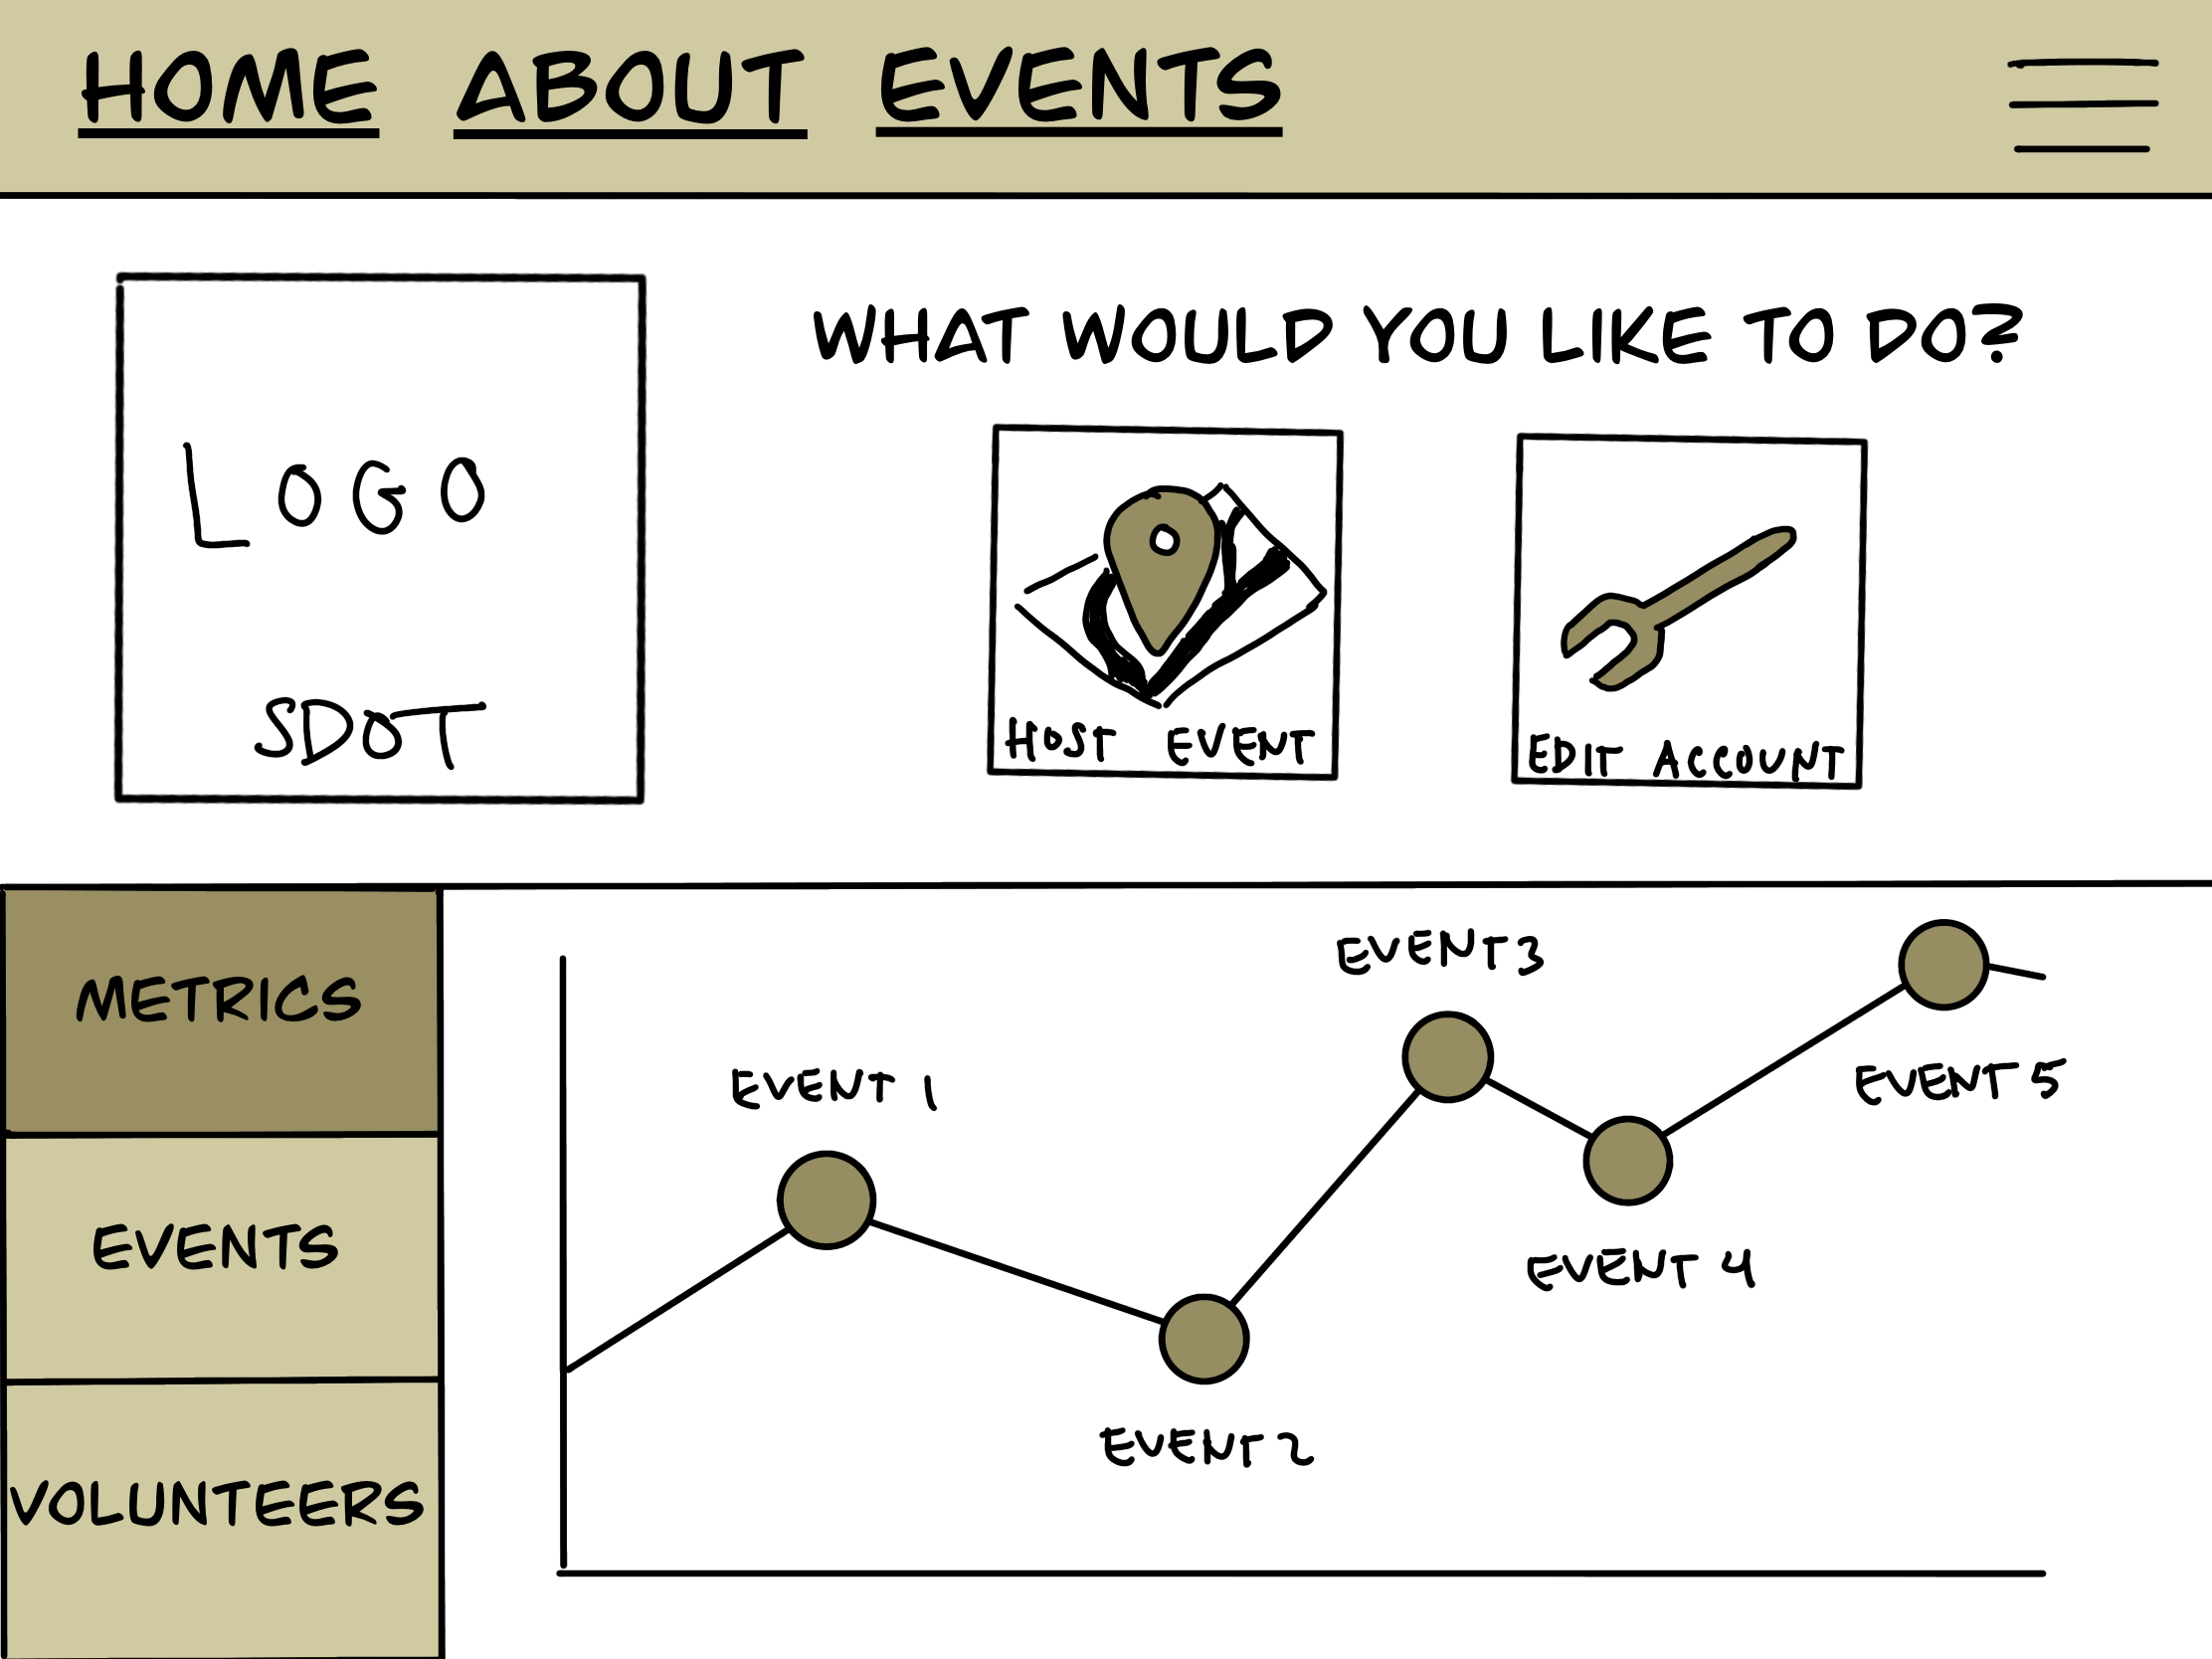 HOME ABOUT EVENTS
WHAT WOULD YOU LIKE TO DO?
LOGO
SDOT
HOST EVENT
EDIT ACCOUNT
METRICS
EVENTS
VOLUNTEERS
EVENT 1
EVENT 2
EVENT 3
EVENT 4
EVENT 5